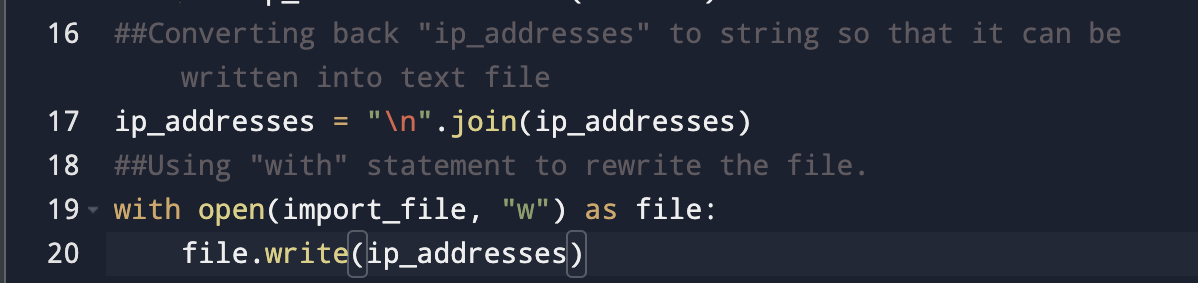 16 ##Converting back "ip_addresses" to string so that it can be
written into text file
17 ip_addresses = "\n".join(ip_addresses)
18 ##Using "with" statement to rewrite the file.
19 with open(import_file, "w") as file:
20 file.write(ip_addresses)